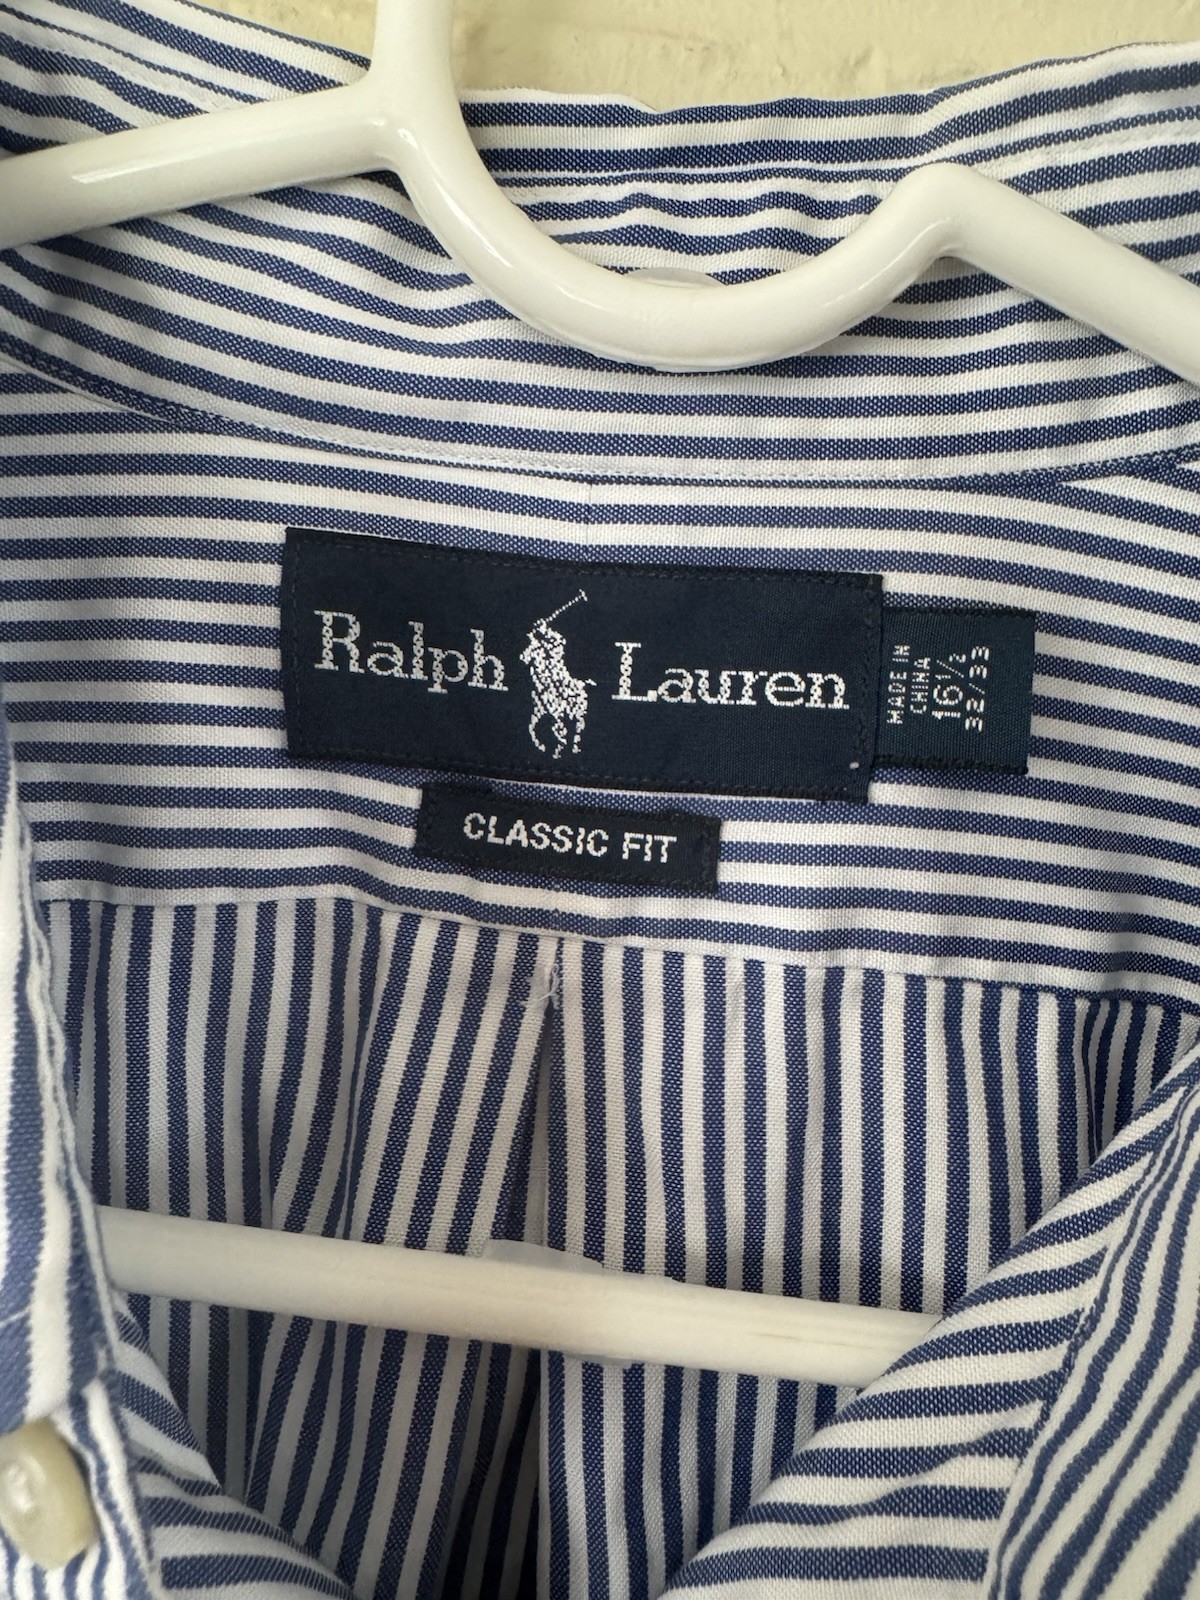 Ralph Lauren
MADE IN
CHINA
16½
32/33
CLASSIC FIT